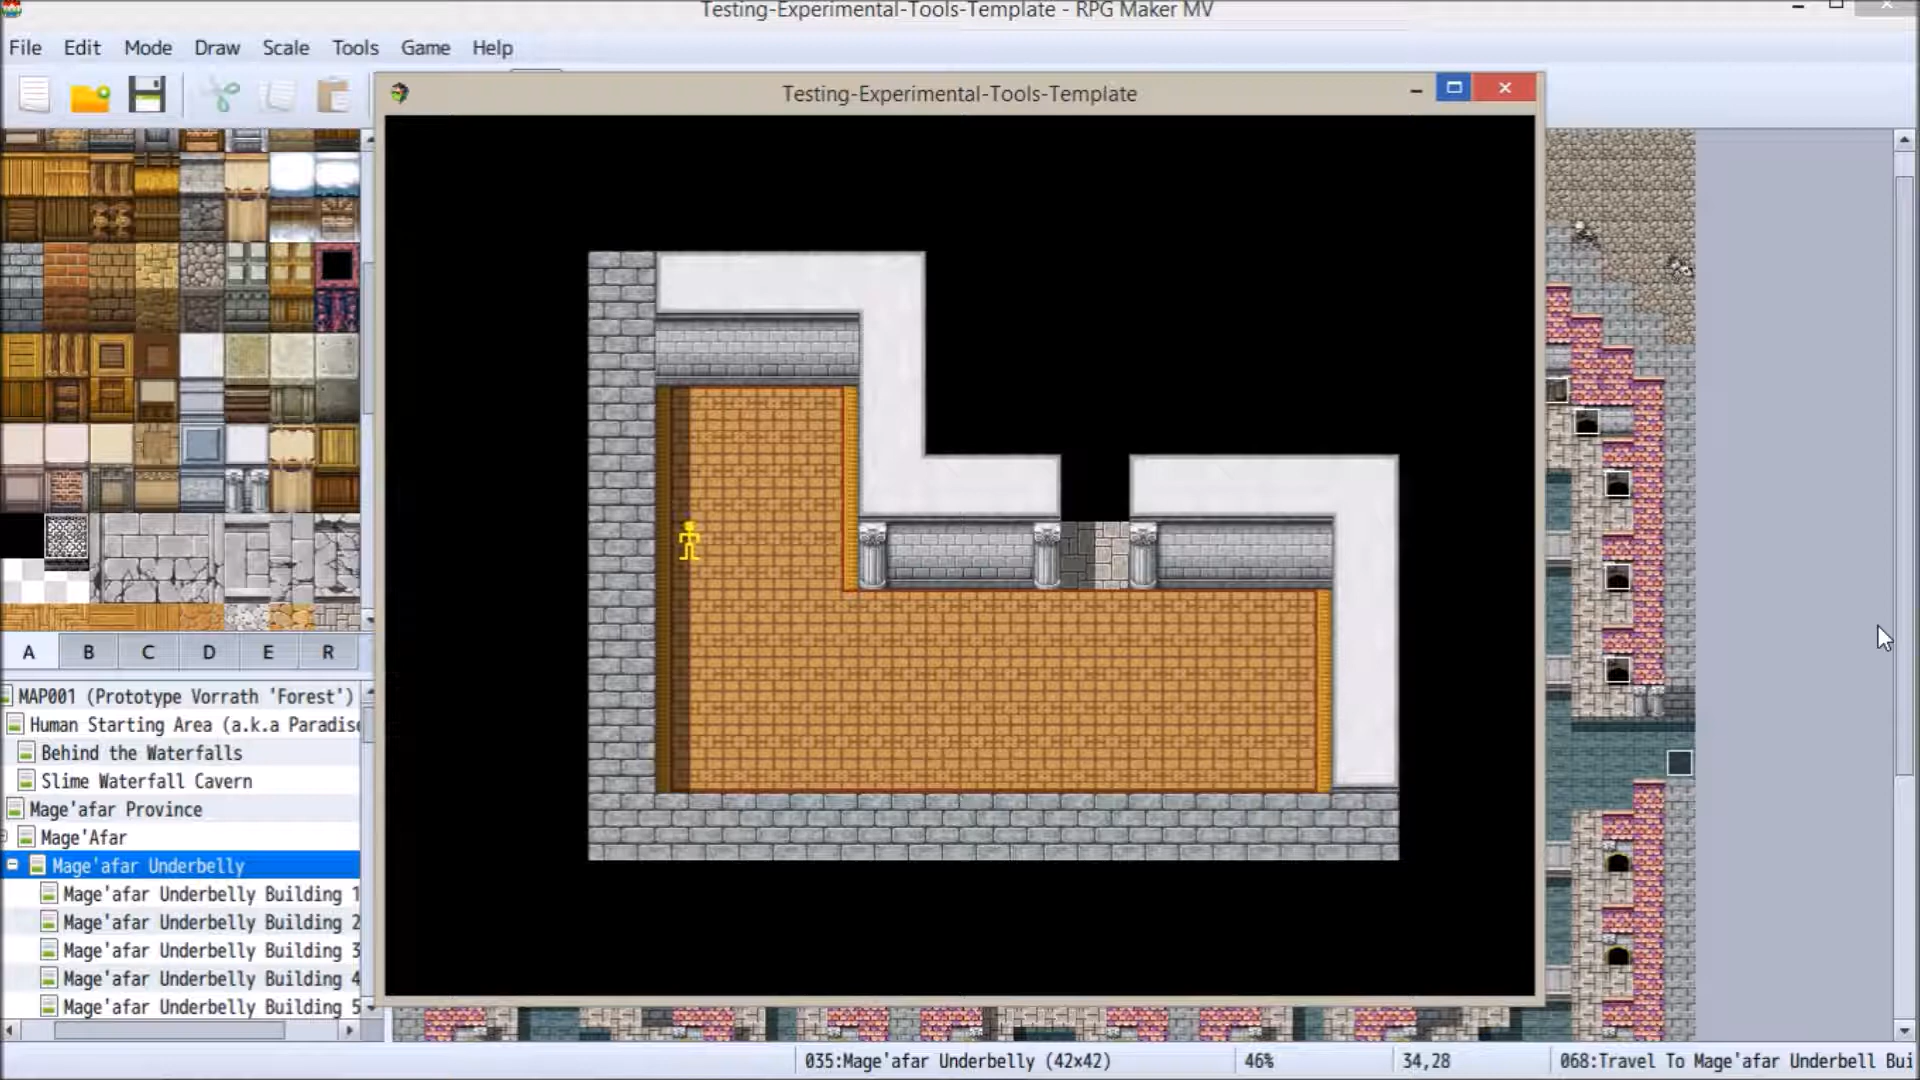 Testing-Experimental-Tools-Template - RPG Maker MV
File Edit Mode Draw Scale Tools Game Help
Testing-Experimental-Tools-Template
A B C D E R
MAP001 (Prototype Vorrath 'Forest')
Human Starting Area (a.k.a Paradise
Behind the Waterfalls
Slime Waterfall Cavern
Mage'afar Province
Mage'Afar
Mage'afar Underbelly
Mage'afar Underbelly Building 1
Mage'afar Underbelly Building 2
Mage'afar Underbelly Building 3
Mage'afar Underbelly Building 4
Mage'afar Underbelly Building 5
035:Mage'afar Underbelly (42x42) 46% 34,28 068:Travel To Mage'afar Underbell Bui